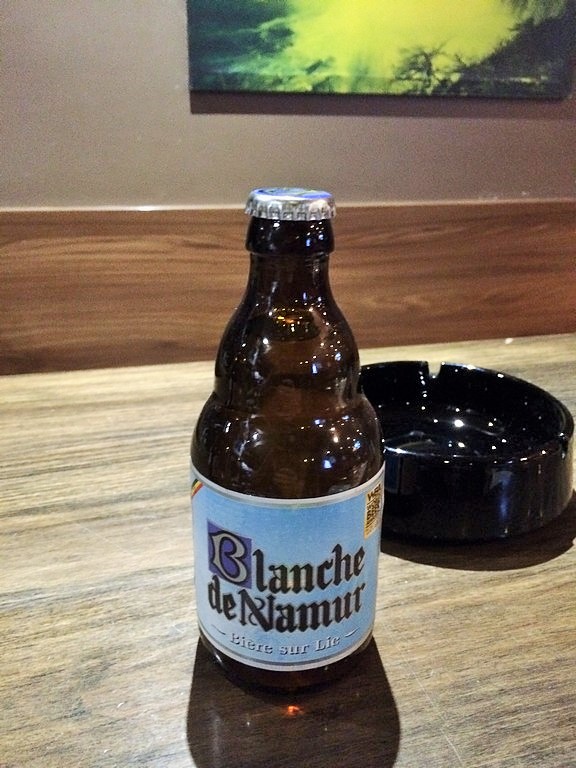 Blanche
de Namur
Bière sur Lie